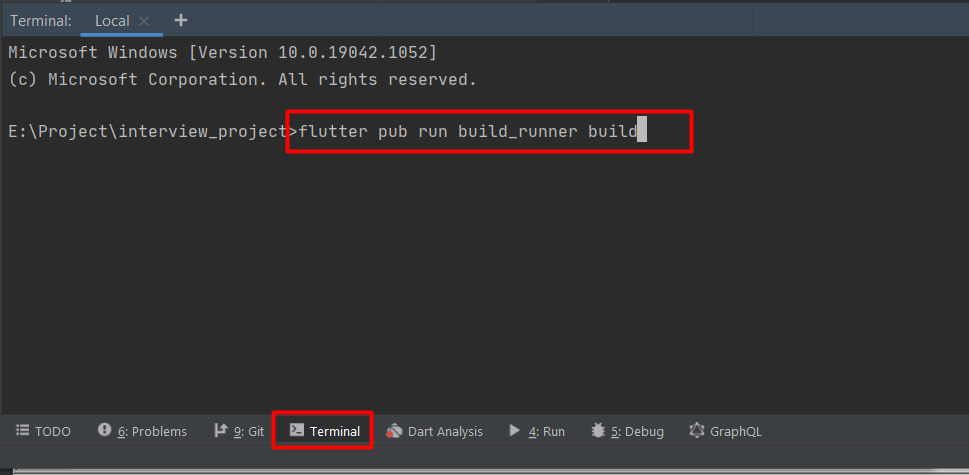 Terminal: Local × +
Microsoft Windows [Version 10.0.19042.1052]
(c) Microsoft Corporation. All rights reserved.
E:\Project\interview_project>flutter pub run build_runner build
TODO 6: Problems 9: Git Terminal Dart Analysis 4: Run 5: Debug GraphQL